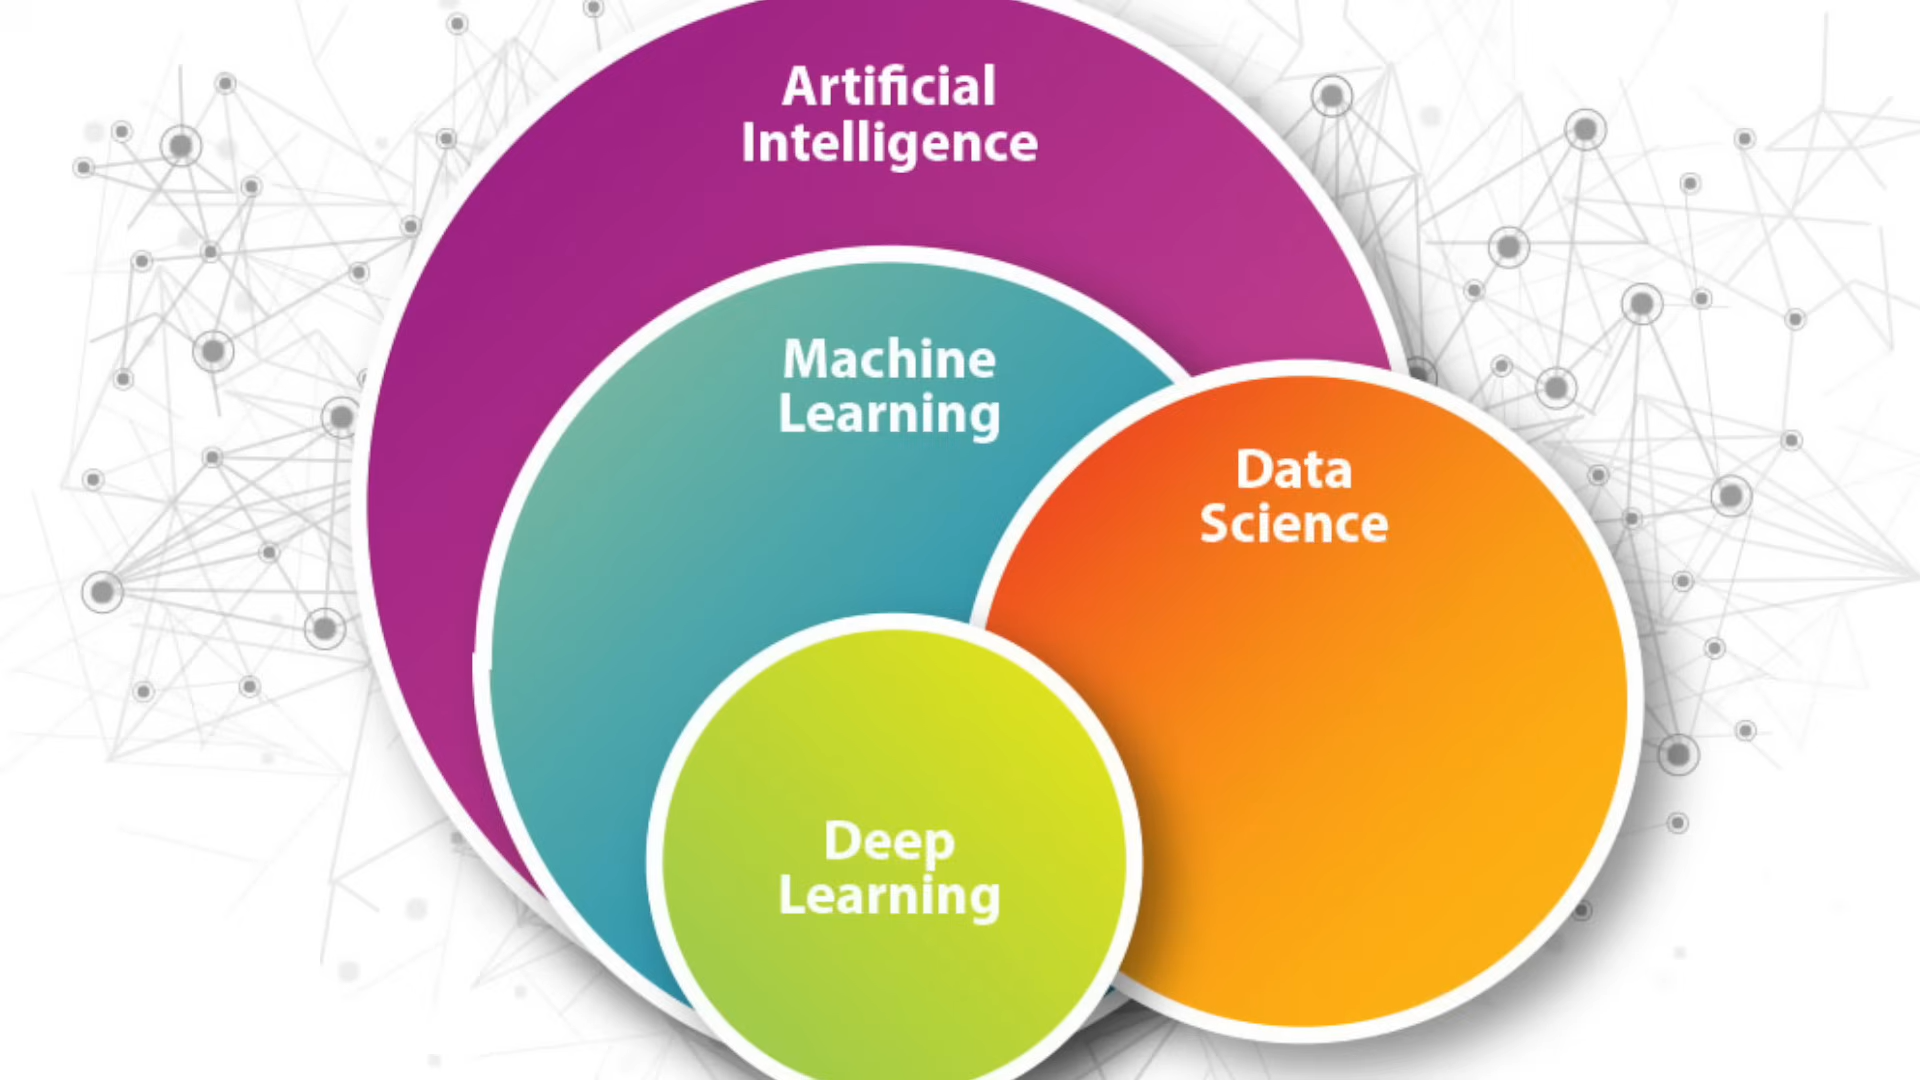 Artificial
Intelligence
Machine
Learning
Data
Science
Deep
Learning